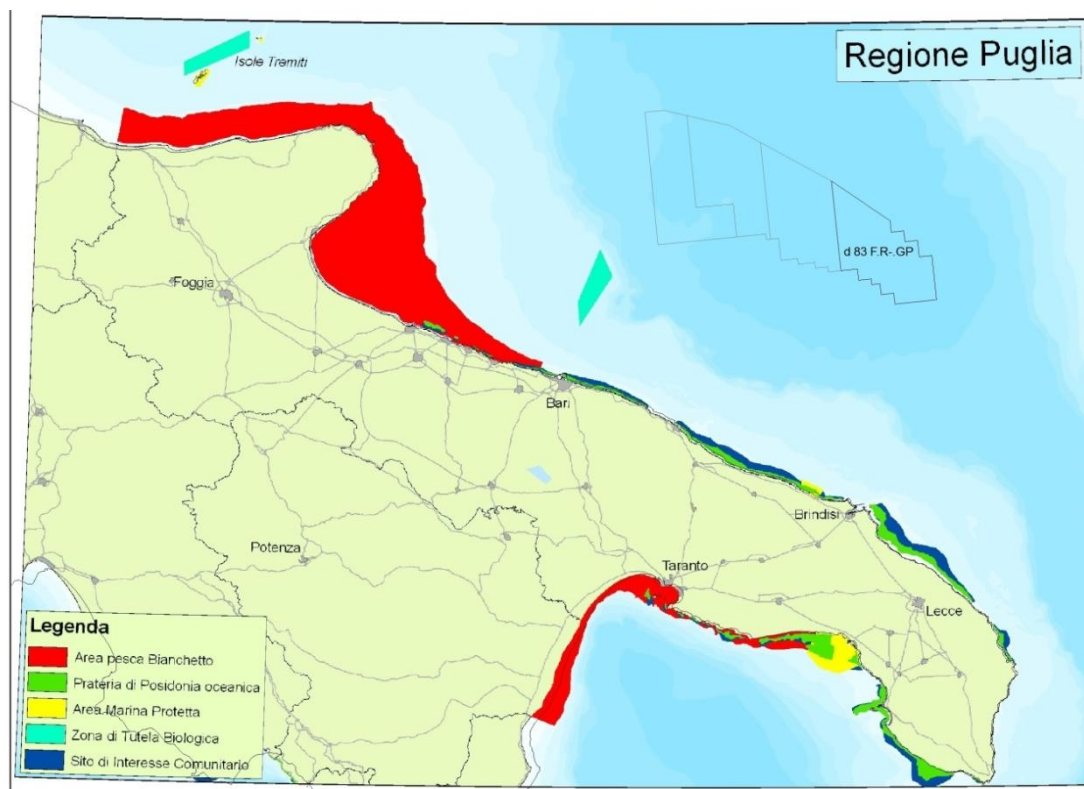 Regione Puglia
Isole Tremiti
d 83 F.R-.GP
Foggia
Bari
Brindisi
Potenza
Taranto
Lecce
Legenda
Area pesca Bianchetto
Prateria di Posidonia oceanica
Area Marina Protetta
Zona di Tutela Biologica
Sito di Interesse Comunitario